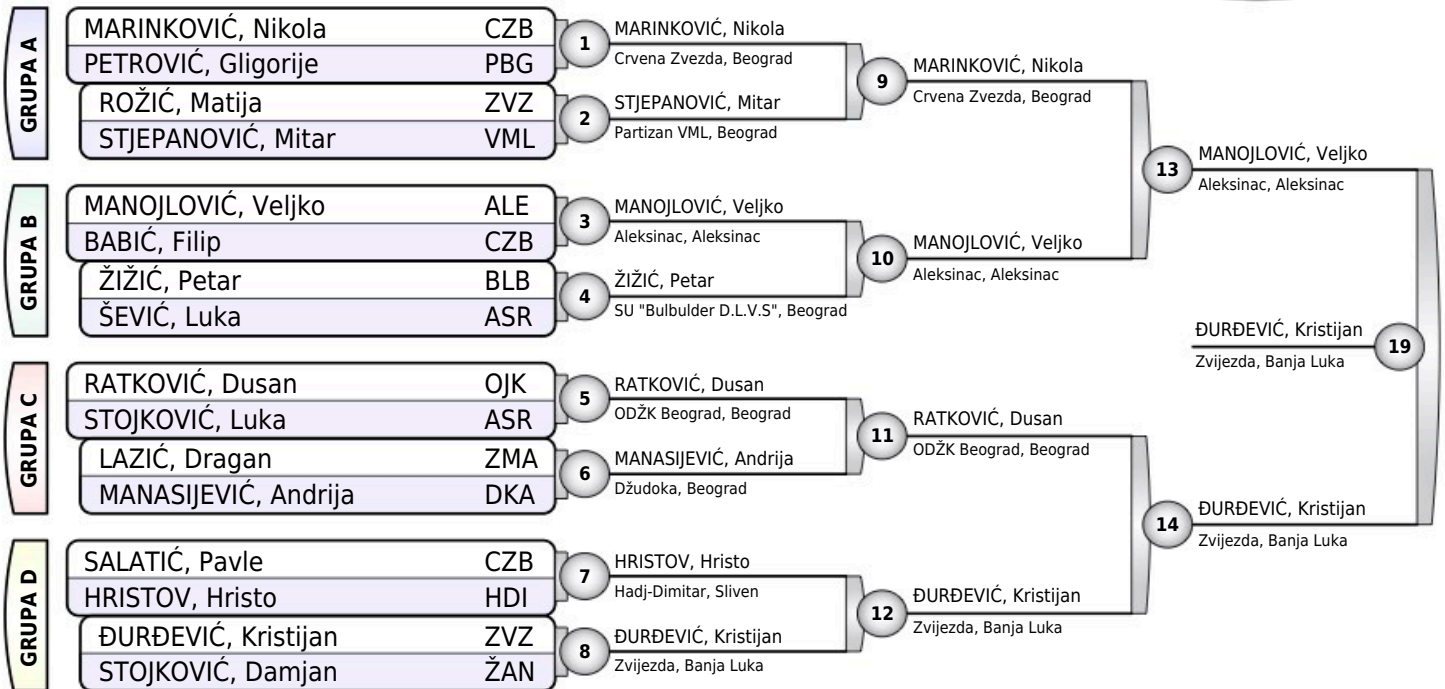 GRUPA A
MARINKOVIĆ, Nikola CZB
PETROVIĆ, Gligorije PBG
ROŽIĆ, Matija ZVZ
STJEPANOVIĆ, Mitar VML
GRUPA B
MANOJLOVIĆ, Veljko ALE
BABIĆ, Filip CZB
ŽIŽIĆ, Petar BLB
ŠEVIĆ, Luka ASR
GRUPA C
RATKOVIĆ, Dusan OJK
STOJKOVIĆ, Luka ASR
LAZIĆ, Dragan ZMA
MANASIJEVIĆ, Andrija DKA
GRUPA D
SALATIĆ, Pavle CZB
HRISTOV, Hristo HDI
ĐURĐEVIĆ, Kristijan ZVZ
STOJKOVIĆ, Damjan ŽAN
1
MARINKOVIĆ, Nikola
Crvena Zvezda, Beograd
2
STJEPANOVIĆ, Mitar
Partizan VML, Beograd
3
MANOJLOVIĆ, Veljko
Aleksinac, Aleksinac
4
ŽIŽIĆ, Petar
SU "Bulbulder D.L.V.S", Beograd
5
RATKOVIĆ, Dusan
ODŽK Beograd, Beograd
6
MANASIJEVIĆ, Andrija
Džudoka, Beograd
7
HRISTOV, Hristo
Hadj-Dimitar, Sliven
8
ĐURĐEVIĆ, Kristijan
Zvijezda, Banja Luka
9
MARINKOVIĆ, Nikola
Crvena Zvezda, Beograd
10
MANOJLOVIĆ, Veljko
Aleksinac, Aleksinac
11
RATKOVIĆ, Dusan
ODŽK Beograd, Beograd
12
ĐURĐEVIĆ, Kristijan
Zvijezda, Banja Luka
13
MANOJLOVIĆ, Veljko
Aleksinac, Aleksinac
14
ĐURĐEVIĆ, Kristijan
Zvijezda, Banja Luka
ĐURĐEVIĆ, Kristijan
Zvijezda, Banja Luka
19